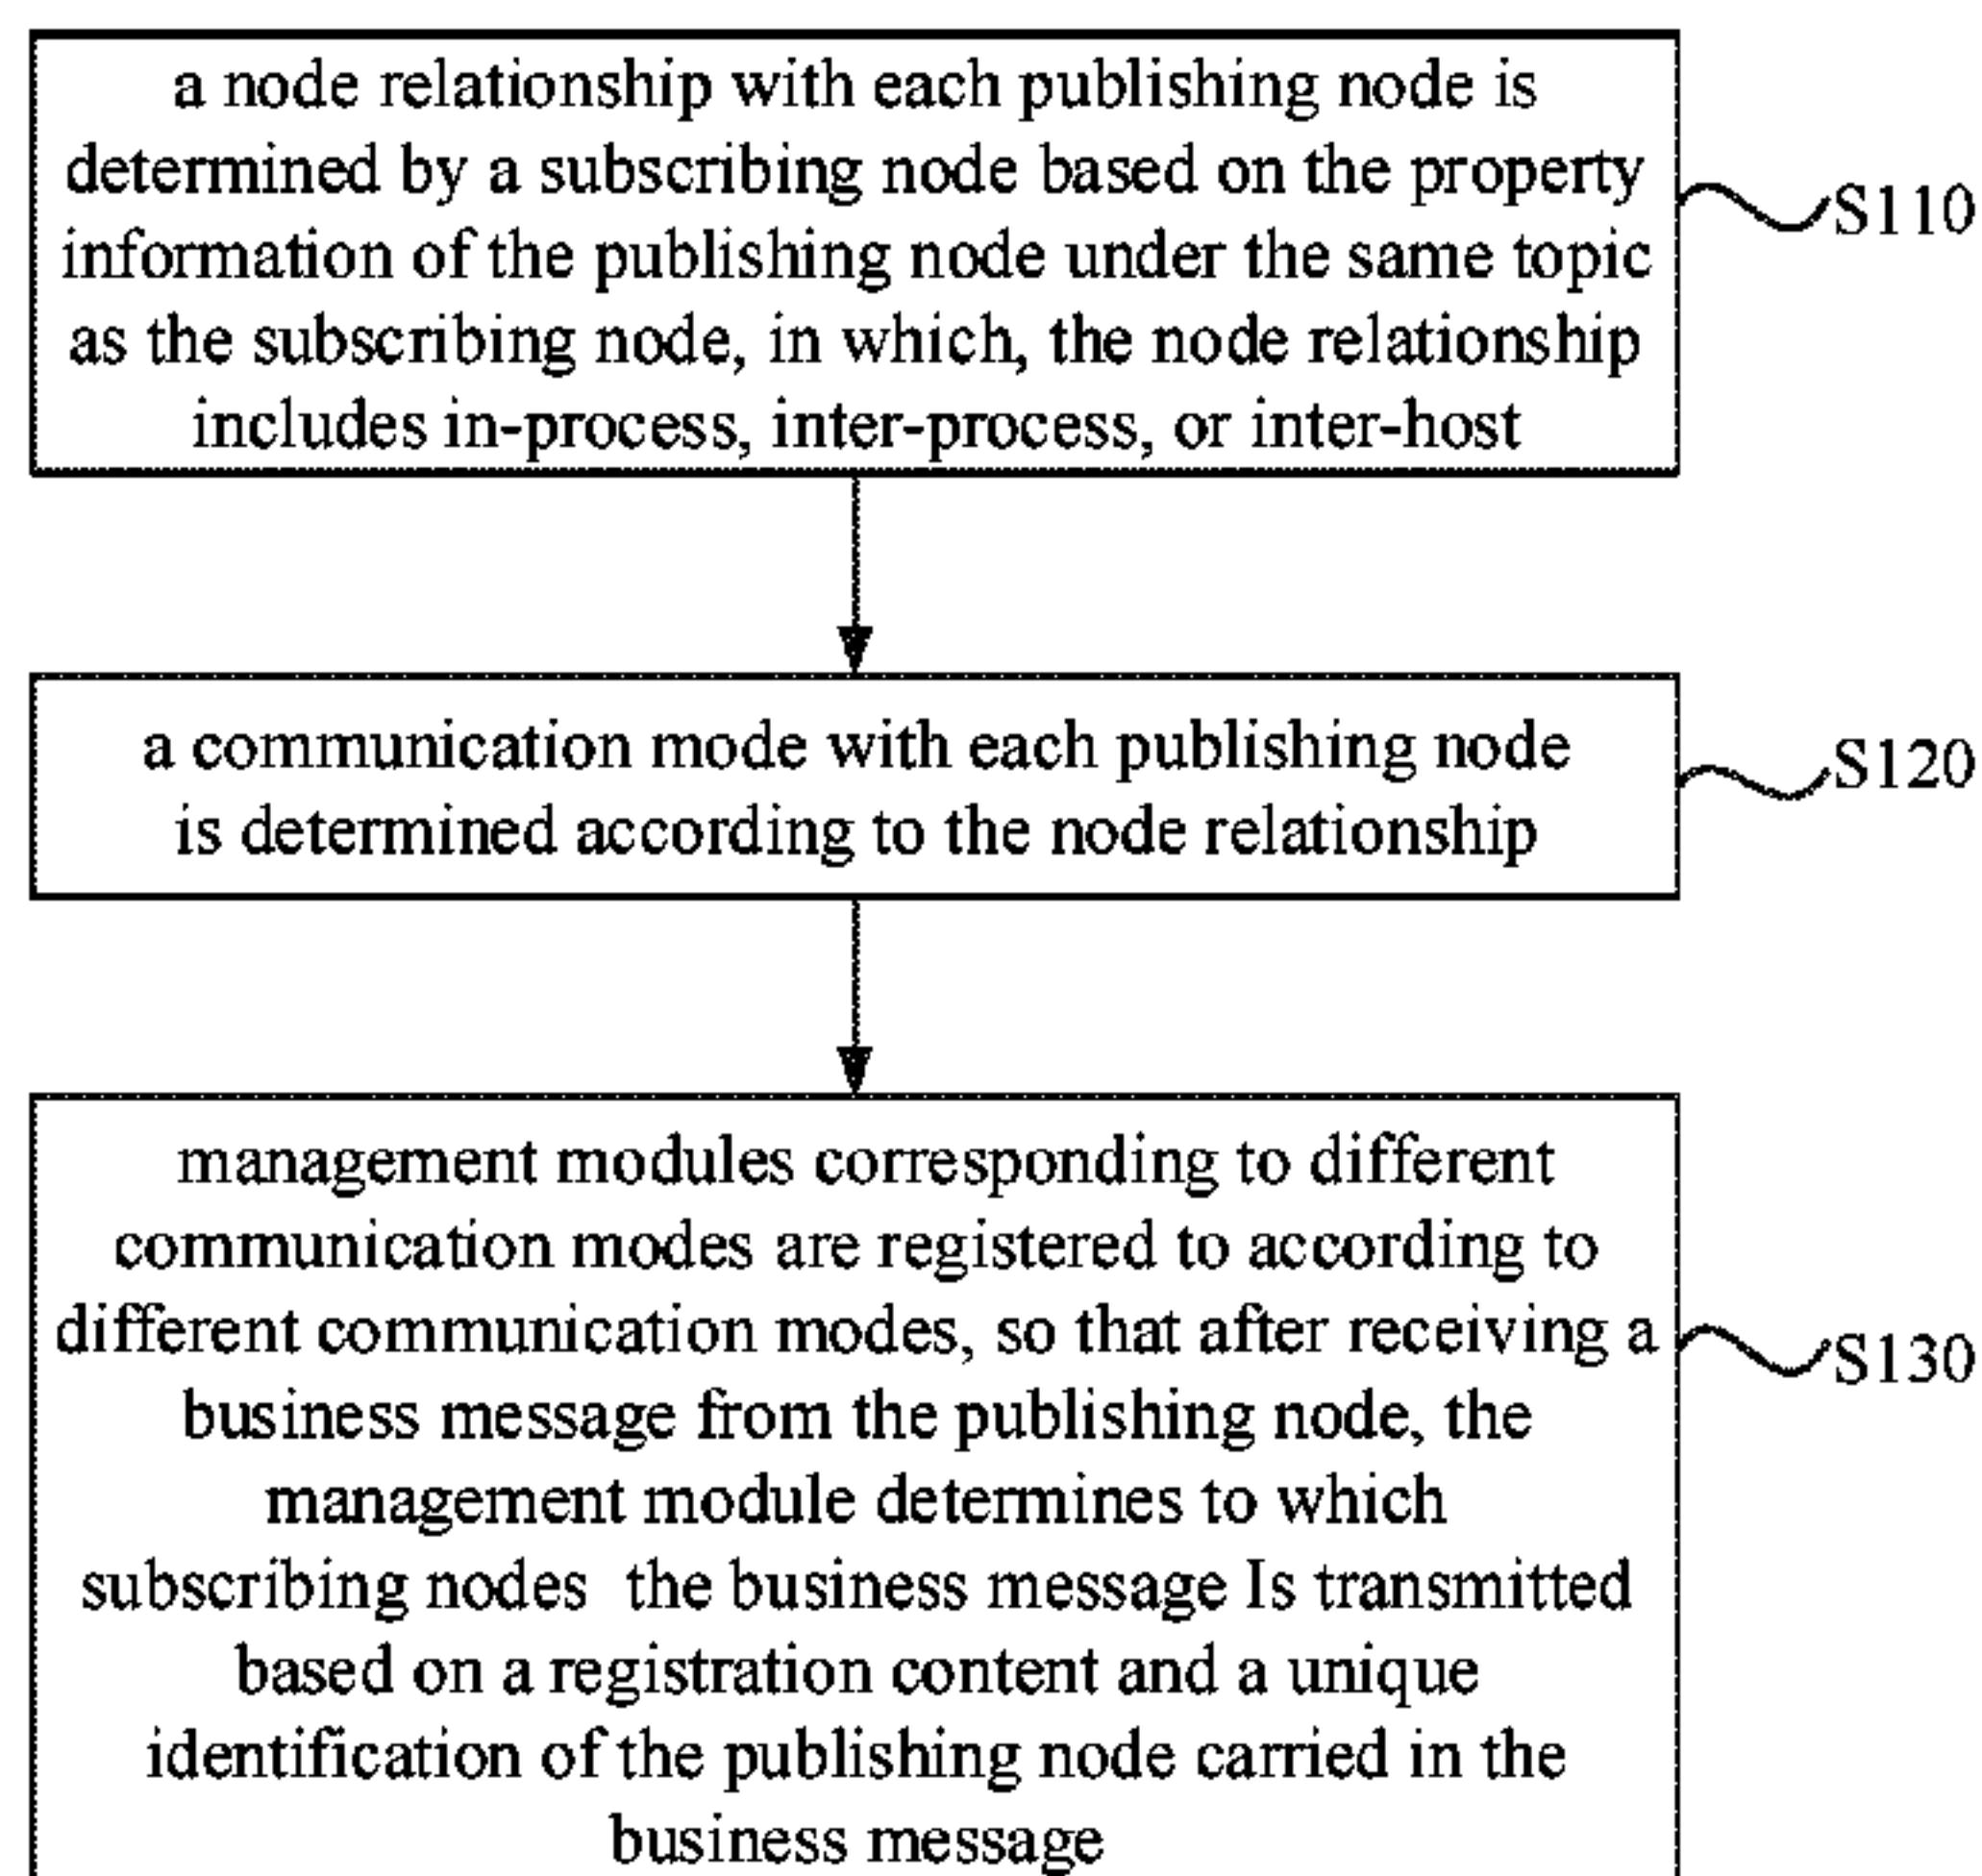 a node relationship with each publishing node is
determined by a subscribing node based on the property
information of the publishing node under the same topic
as the subscribing node, in which, the node relationship
includes in-process, inter-process, or inter-host
S110
a communication mode with each publishing node
is determined according to the node relationship
S120
management modules corresponding to different
communication modes are registered to according to
different communication modes, so that after receiving a
business message from the publishing node, the
management module determines to which
subscribing nodes the business message Is transmitted
based on a registration content and a unique
identification of the publishing node carried in the
business message
S130